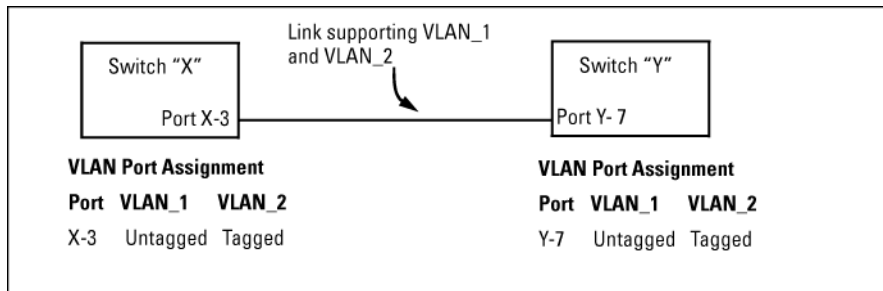 Link supporting VLAN_1
and VLAN_2
Switch “X”
Switch “Y”
Port X-3
Port Y- 7
VLAN Port Assignment
Port VLAN_1 VLAN_2
X-3 Untagged Tagged
VLAN Port Assignment
Port VLAN_1 VLAN_2
Y-7 Untagged Tagged